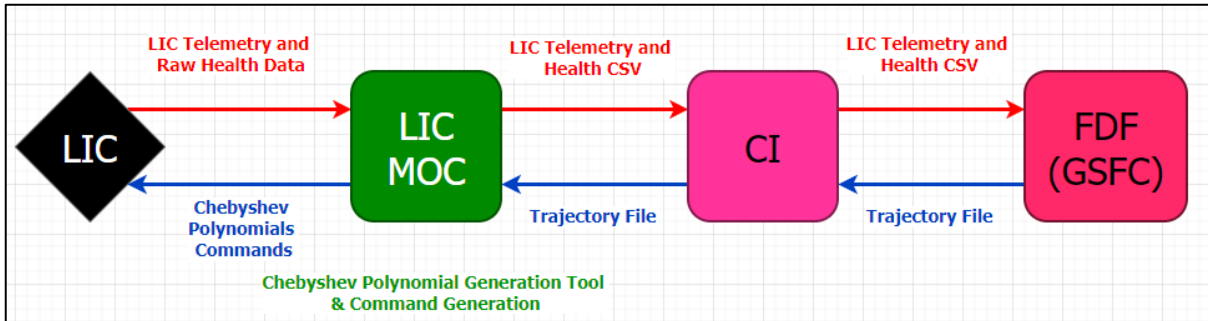 LIC Telemetry and
Raw Health Data
LIC Telemetry and
Health CSV
LIC Telemetry and
Health CSV
LIC
LIC
MOC
CI
FDF
(GSFC)
Chebyshev
Polynomials
Commands
Trajectory File
Trajectory File
Chebyshev Polynomial Generation Tool
& Command Generation